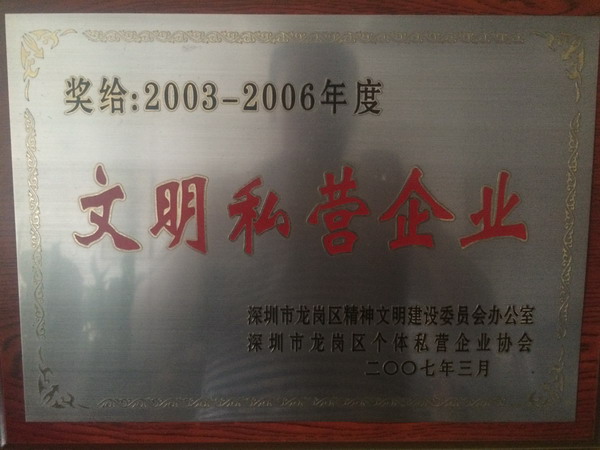 奖给:2003-2006年度
文明私营企业
深圳市龙岗区精神文明建设委员会办公室
深圳市龙岗区个体私营企业协会
二〇〇七年三月